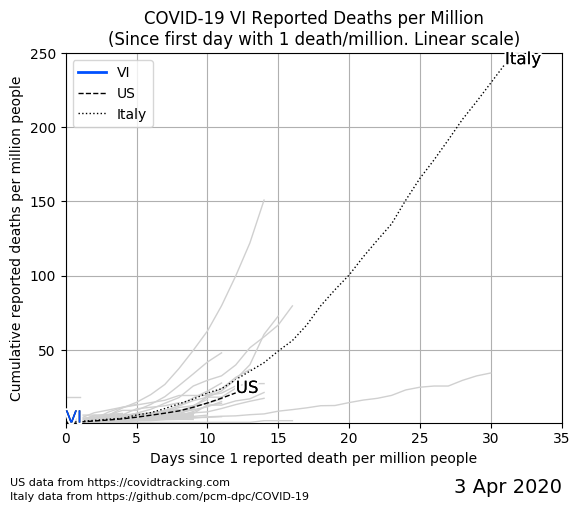 COVID-19 VI Reported Deaths per Million
(Since first day with 1 death/million. Linear scale)
Cumulative reported deaths per million people
250
200
150
100
50
VI
US
Italy
Italy
US
VI
0
5
10
15
20
25
30
35
Days since 1 reported death per million people
US data from https://covidtracking.com
Italy data from https://github.com/pcm-dpc/COVID-19
3 Apr 2020